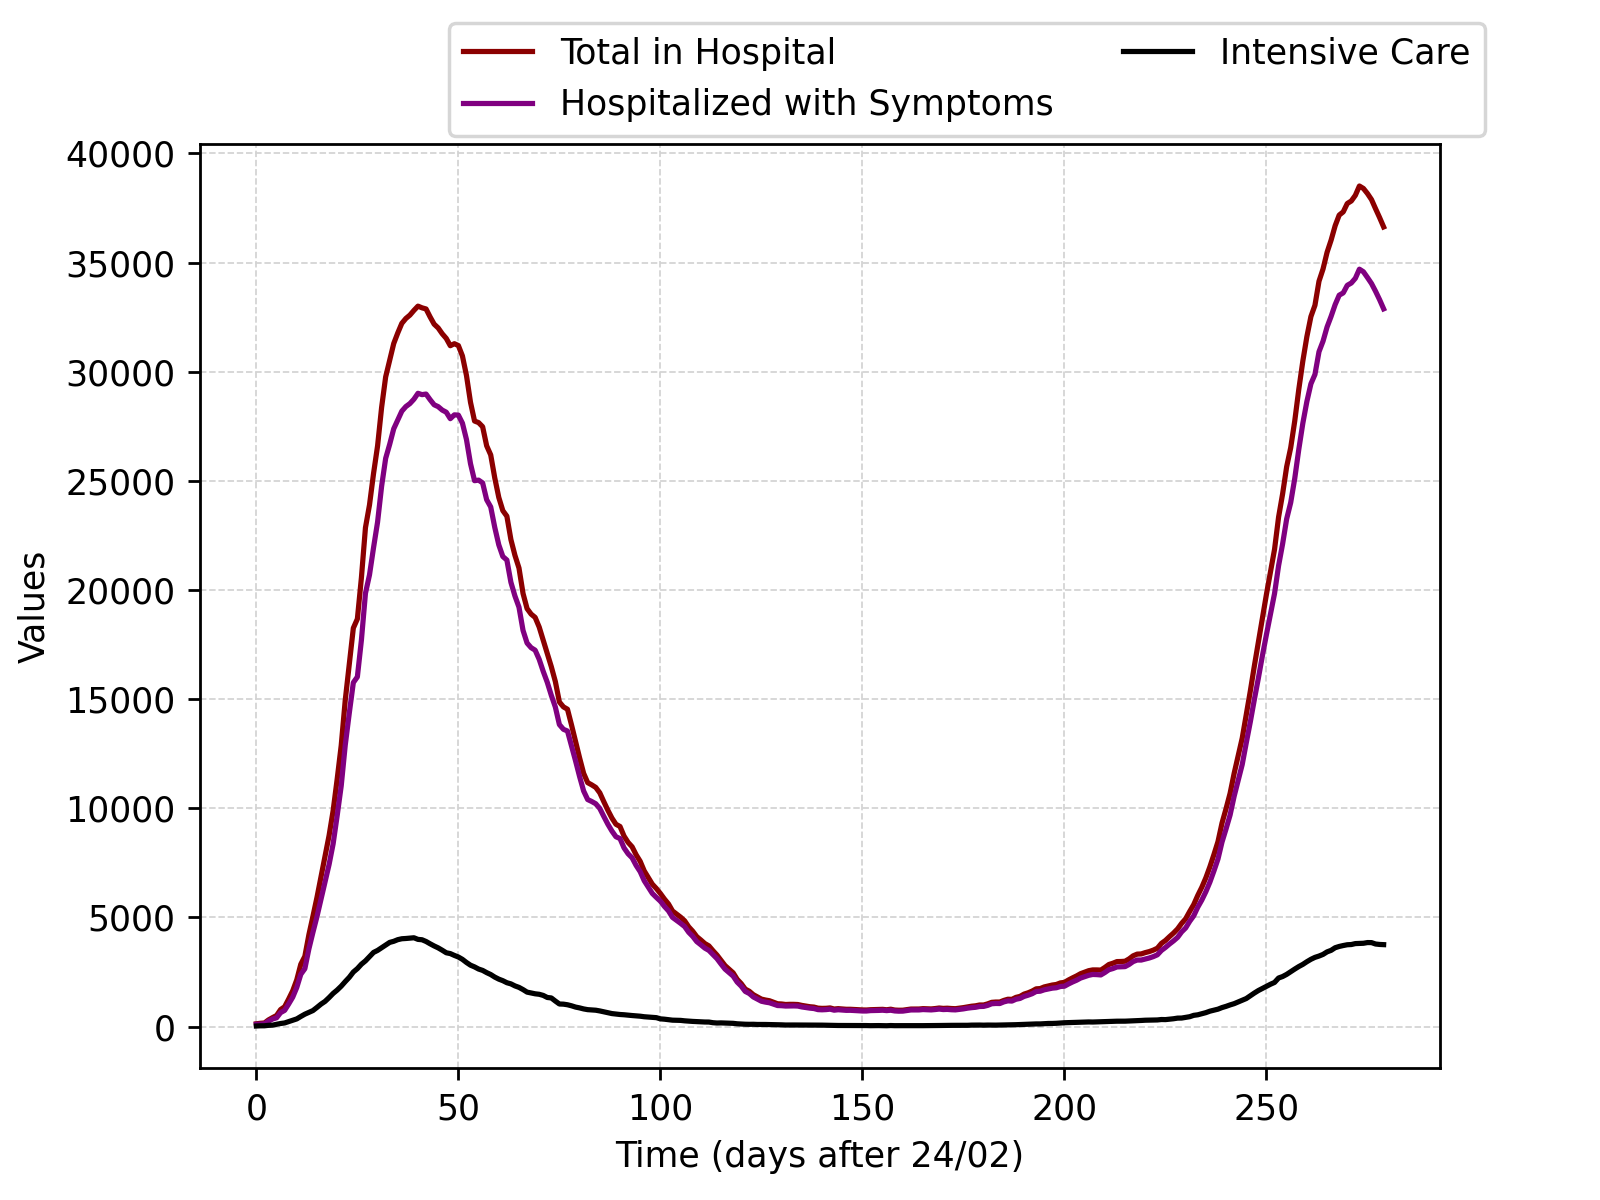 Total in Hospital
Hospitalized with Symptoms
Intensive Care
40000
35000
30000
25000
20000
15000
10000
5000
0
Values
0 50 100 150 200 250
Time (days after 24/02)